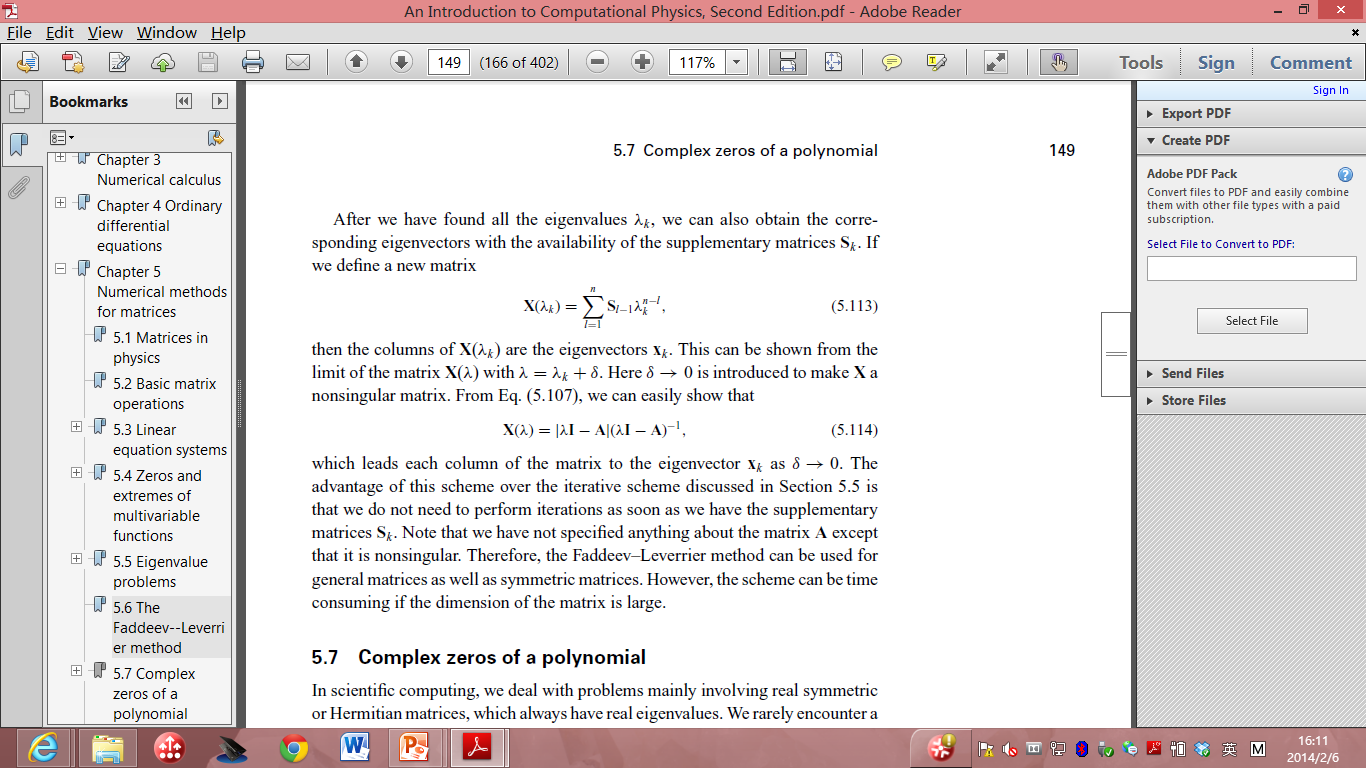 An Introduction to Computational Physics, Second Edition.pdf - Adobe Reader
File Edit View Window Help
149 (166 of 402) 117% Tools Sign Comment
Sign In
Bookmarks
Chapter 3
Numerical calculus
Chapter 4 Ordinary
differential
equations
Chapter 5
Numerical methods
for matrices
5.1 Matrices in
physics
5.2 Basic matrix
operations
5.3 Linear
equation systems
5.4 Zeros and
extremes of
multivariable
functions
5.5 Eigenvalue
problems
5.6 The
Faddeev--Leverri
er method
5.7 Complex
zeros of a
polynomial
5.7 Complex zeros of a polynomial 149
After we have found all the eigenvalues λₖ, we can also obtain the corre-
sponding eigenvectors with the availability of the supplementary matrices Sₖ. If
we define a new matrix
X(λₖ) = ∑_{l=1}^{n} S_{l−1}λ_k^{n−l}, (5.113)
then the columns of X(λₖ) are the eigenvectors xₖ. This can be shown from the
limit of the matrix X(λ) with λ = λₖ + δ. Here δ → 0 is introduced to make X a
nonsingular matrix. From Eq. (5.107), we can easily show that
X(λ) = |λI − A|(λI − A)⁻¹, (5.114)
which leads each column of the matrix to the eigenvector xₖ as δ → 0. The
advantage of this scheme over the iterative scheme discussed in Section 5.5 is
that we do not need to perform iterations as soon as we have the supplementary
matrices Sₖ. Note that we have not specified anything about the matrix A except
that it is nonsingular. Therefore, the Faddeev–Leverrier method can be used for
general matrices as well as symmetric matrices. However, the scheme can be time
consuming if the dimension of the matrix is large.
5.7 Complex zeros of a polynomial
In scientific computing, we deal with problems mainly involving real symmetric
or Hermitian matrices, which always have real eigenvalues. We rarely encounter a
Export PDF
Create PDF
Adobe PDF Pack
Convert files to PDF and easily combine
them with other file types with a paid
subscription.
Select File to Convert to PDF:
Select File
Send Files
Store Files
英 M
16:11
2014/2/6